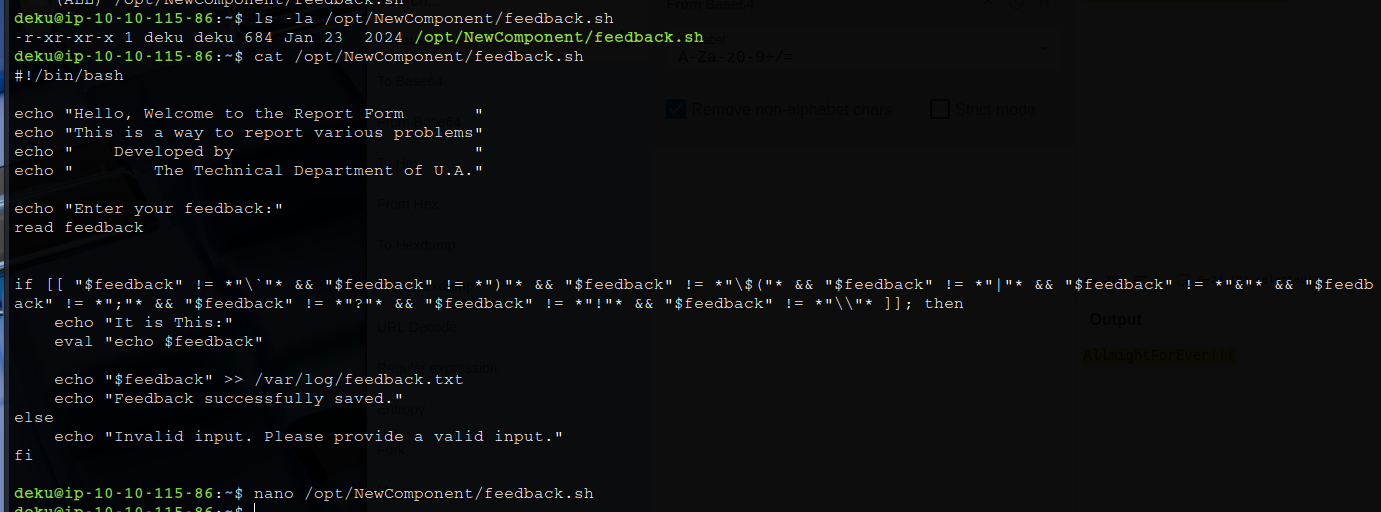 (ALL) /opt/NewComponent/feedback.sh
deku@ip-10-10-115-86:~$ ls -la /opt/NewComponent/feedback.sh
-r-xr-xr-x 1 deku deku 684 Jan 23  2024 /opt/NewComponent/feedback.sh
deku@ip-10-10-115-86:~$ cat /opt/NewComponent/feedback.sh
#!/bin/bash
echo "Hello, Welcome to the Report Form       "
echo "This is a way to report various problems"
echo "    Developed by                        "
echo "        The Technical Department of U.A."
echo "Enter your feedback:"
read feedback
if [[ "$feedback" != *"\`"* && "$feedback" != *")"* && "$feedback" != *"\$("* && "$feedback" != *"|"* && "$feedback" != *"&"* && "$feedb
ack" != *";"* && "$feedback" != *"?"* && "$feedback" != *"!"* && "$feedback" != *"\\"* ]]; then
    echo "It is This:"
    eval "echo $feedback"
    echo "$feedback" >> /var/log/feedback.txt
    echo "Feedback successfully saved."
else
    echo "Invalid input. Please provide a valid input."
fi
deku@ip-10-10-115-86:~$ nano /opt/NewComponent/feedback.sh
deku@ip-10-10-115-86:~$
From Base64
A-Za-z0-9+/=
To Base64
Remove non-alphabet chars
Strict mode
From Hex
To Hexdump
URL Decode
Regular expression
Entropy
Fork
Output
AllmightForEver!!!